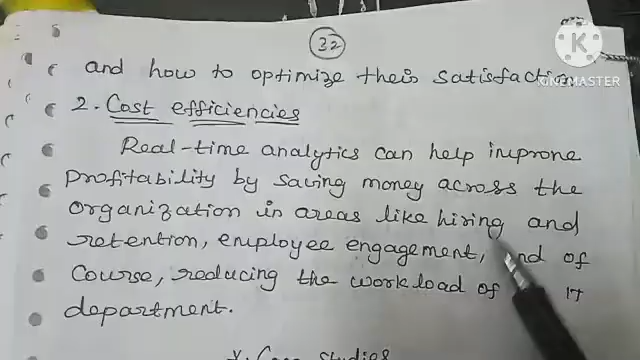 32
KINEMASTER
and how to optimize their satisfaction
2. Cost efficiencies
Real-time analytics can help improve
profitability by saving money across the
organization in areas like hiring and
retention, employee engagement, and of
course, reducing the workload of IT
department.
Case studies